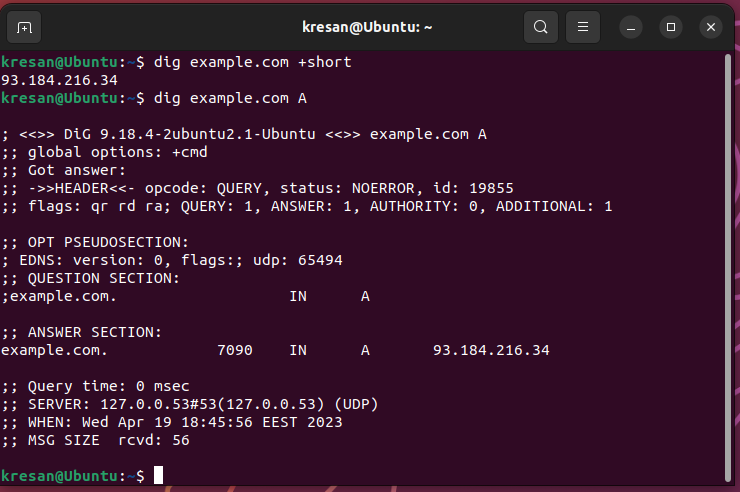 kresan@Ubuntu: ~
kresan@Ubuntu:~$ dig example.com +short
93.184.216.34
kresan@Ubuntu:~$ dig example.com A
; <<>> DiG 9.18.4-2ubuntu2.1-Ubuntu <<>> example.com A
;; global options: +cmd
;; Got answer:
;; ->>HEADER<<- opcode: QUERY, status: NOERROR, id: 19855
;; flags: qr rd ra; QUERY: 1, ANSWER: 1, AUTHORITY: 0, ADDITIONAL: 1
;; OPT PSEUDOSECTION:
; EDNS: version: 0, flags:; udp: 65494
;; QUESTION SECTION:
;example.com. IN A
;; ANSWER SECTION:
example.com. 7090 IN A 93.184.216.34
;; Query time: 0 msec
;; SERVER: 127.0.0.53#53(127.0.0.53) (UDP)
;; WHEN: Wed Apr 19 18:45:56 EEST 2023
;; MSG SIZE rcvd: 56
kresan@Ubuntu:~$